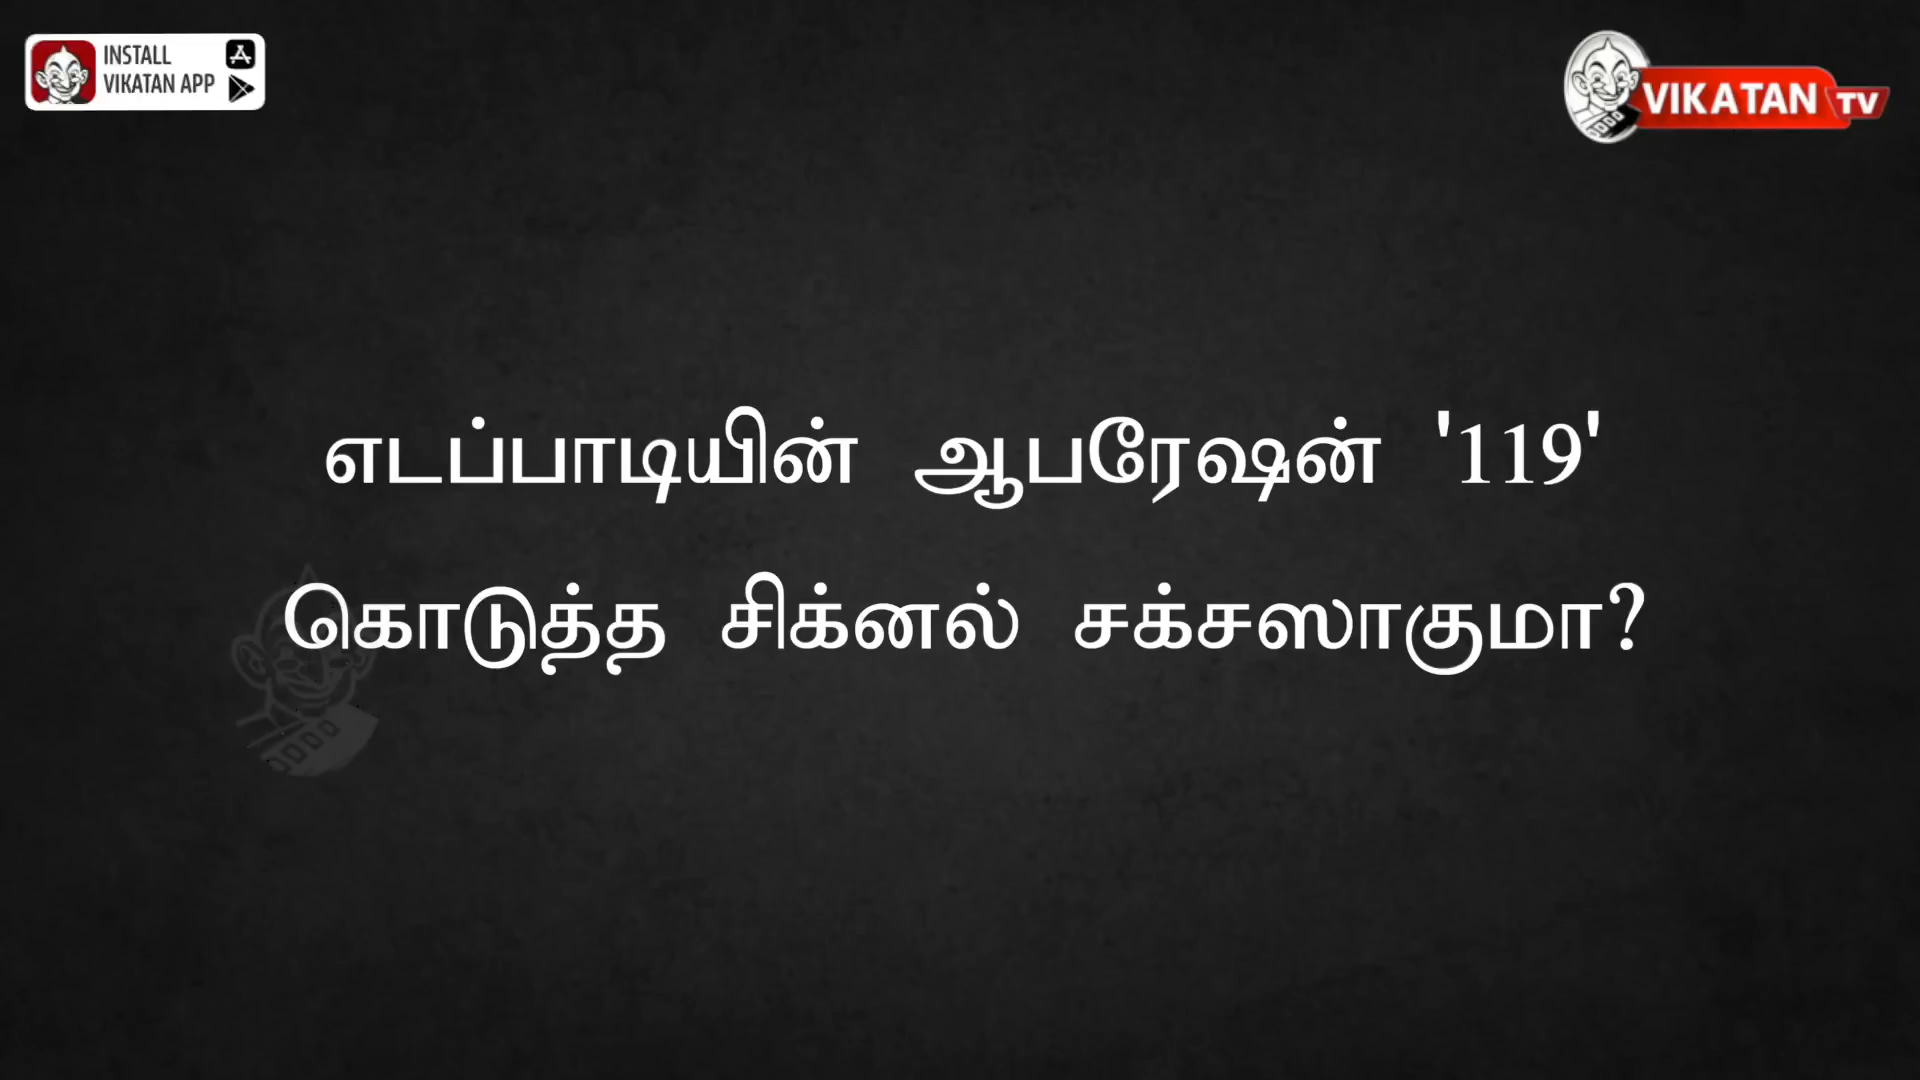 INSTALL
VIKATAN APP
VIKATAN TV
எடப்பாடியின் ஆபரேஷன் '119'
கொடுத்த சிக்னல் சக்சஸாகுமா?